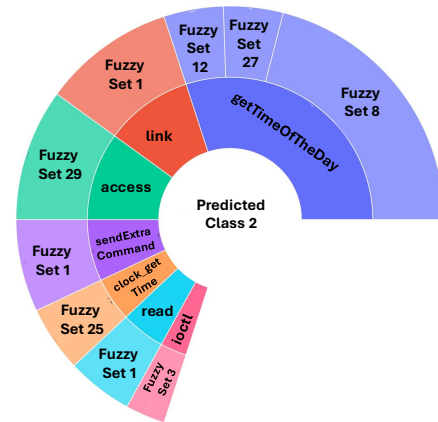 Fuzzy
Set
12
Fuzzy
Set
27
Fuzzy
Set 1
Fuzzy
Set 8
getTimeOfTheDay
link
Fuzzy
Set 29
access
Predicted
Class 2
Fuzzy
Set 1
sendExtra
Command
clock_get
Time
Fuzzy
Set 25
read
ioctl
Fuzzy
Set 1
Fuzzy
Set 3